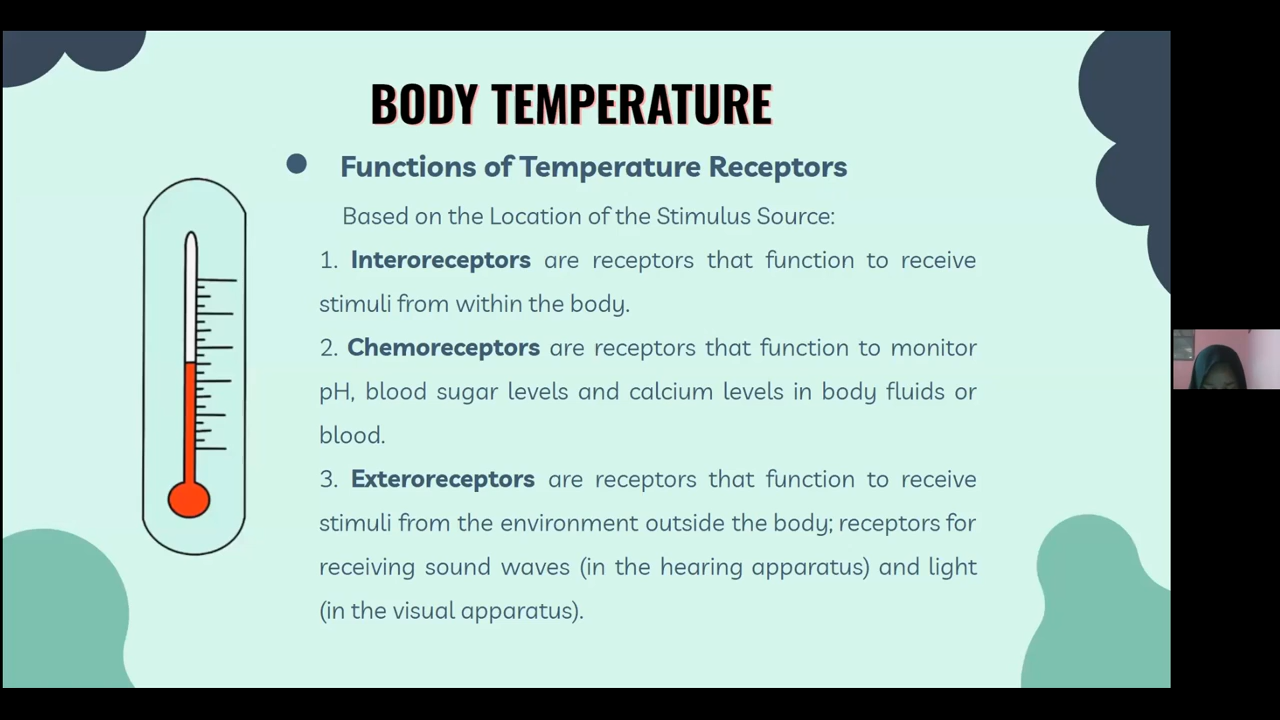 BODY TEMPERATURE
Functions of Temperature Receptors
Based on the Location of the Stimulus Source:
1. Interoreceptors are receptors that function to receive
stimuli from within the body.
2. Chemoreceptors are receptors that function to monitor
pH, blood sugar levels and calcium levels in body fluids or
blood.
3. Exteroreceptors are receptors that function to receive
stimuli from the environment outside the body; receptors for
receiving sound waves (in the hearing apparatus) and light
(in the visual apparatus).